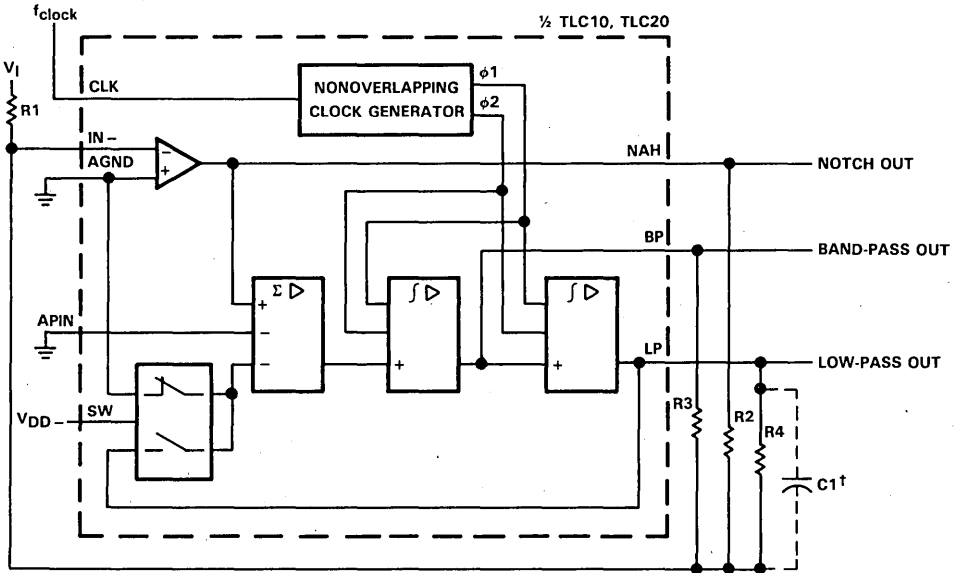 fclock
½ TLC10, TLC20
VI
CLK
NONOVERLAPPING
CLOCK GENERATOR
ϕ1
ϕ2
R1
IN –
AGND
NAH
NOTCH OUT
–
+
BP
BAND-PASS OUT
Σ ▷
∫ ▷
∫ ▷
APIN
+
–
–
+
+
LP
LOW-PASS OUT
VDD –
SW
R3
R2
R4
C1†